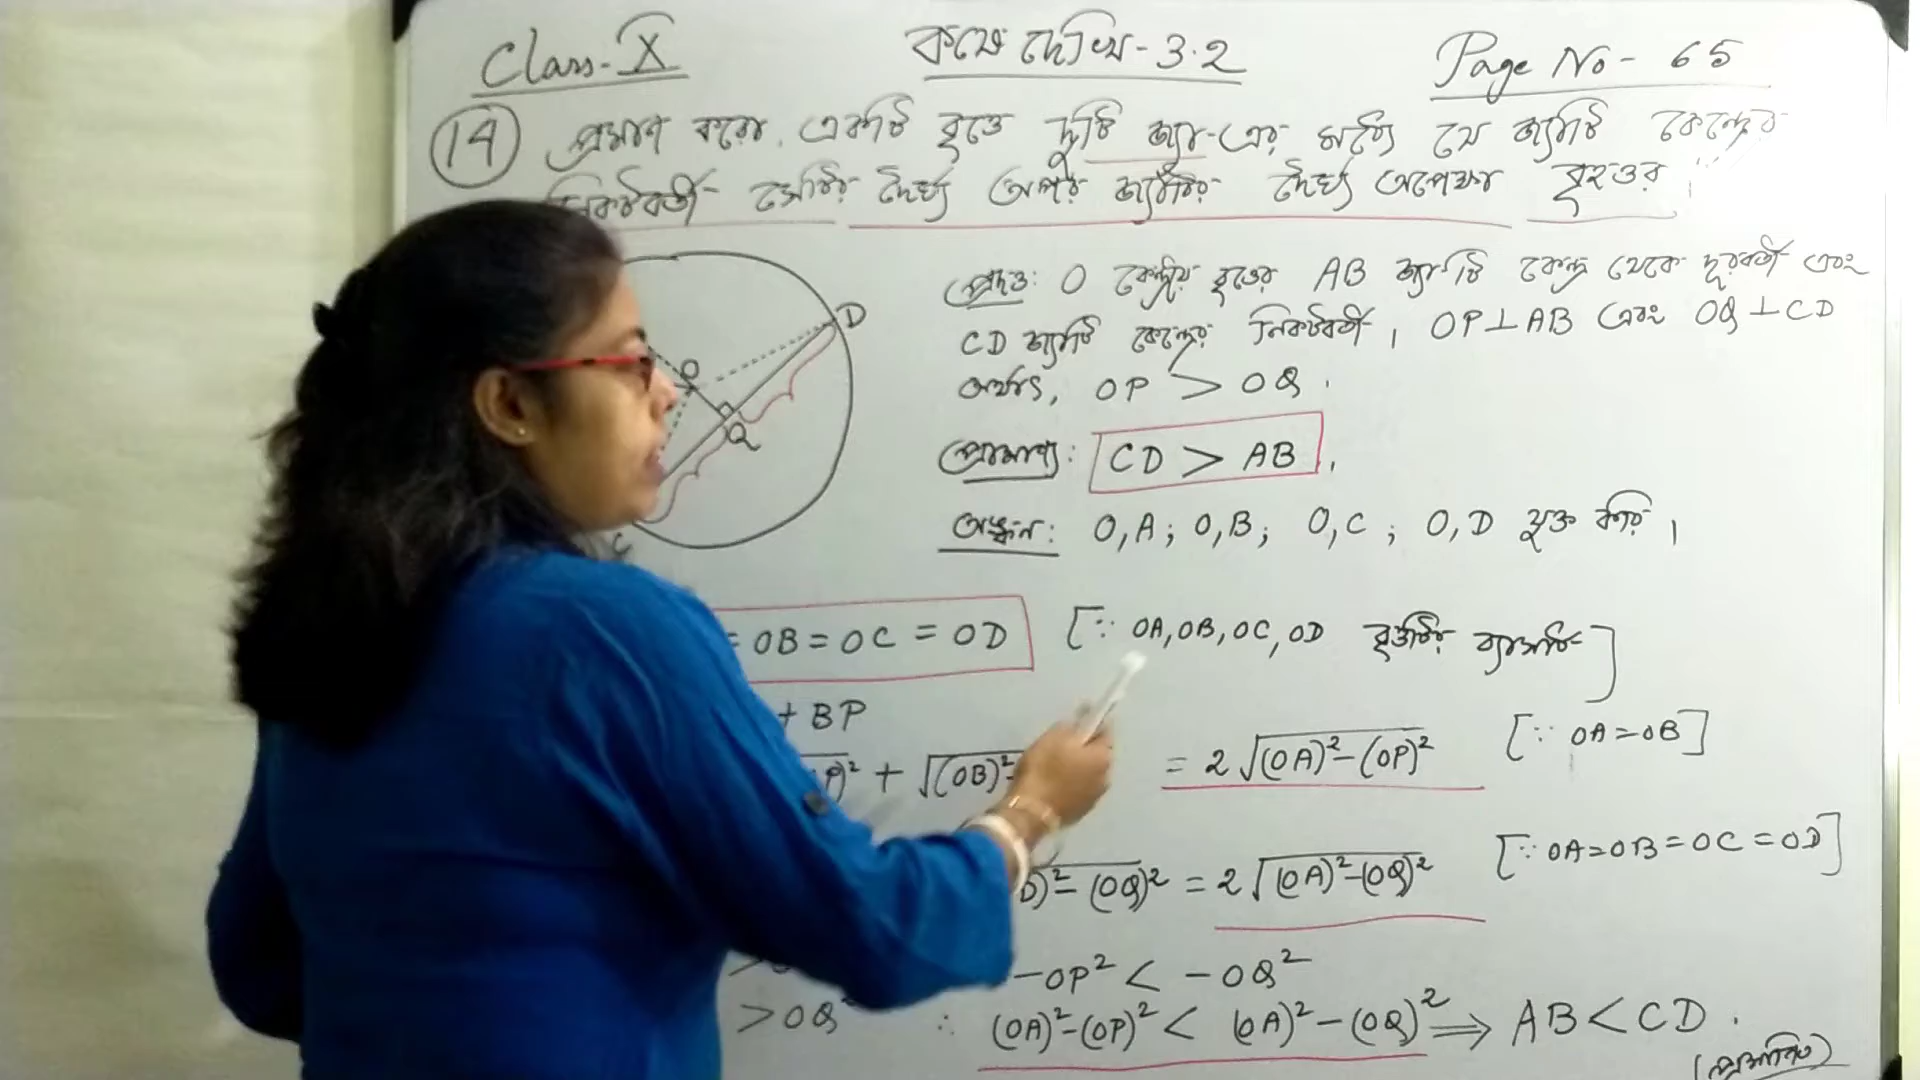 Class-X কষে দেখি-3.2 Page No- 65
14 প্রমাণ করো, একটি বৃত্তে দুটি জ্যা-এর মধ্যে যে জ্যাটি কেন্দ্রের
নিকটবর্তী সেটির দৈর্ঘ্য অপর জ্যাটির দৈর্ঘ্য অপেক্ষা বৃহত্তর।
প্রদত্ত: O কেন্দ্রীয় বৃত্তের AB জ্যাটি কেন্দ্র থেকে দূরবর্তী এবং
CD জ্যাটি কেন্দ্রের নিকটবর্তী, OP⊥AB এবং OQ⊥CD
অর্থাৎ, OP > OQ.
প্রামাণ্য: CD > AB.
অঙ্কন: O,A; O,B; O,C; O,D যুক্ত করি।
D
O
Q
C
= OB = OC = OD [∵ OA, OB, OC, OD বৃত্তটির ব্যাসার্ধ]
+ BP
P)² + √(OB)²- = 2√(OA)²-(OP)² [∵ OA=OB]
D)²-(OQ)² = 2√(OA)²-(OQ)² [∵ OA=OB=OC=OD]
> -OP² < -OQ²
>OQ² ∴ (OA)²-(OP)² < (OA)²-(OQ)² ⇒ AB < CD.
(প্রমাণিত)